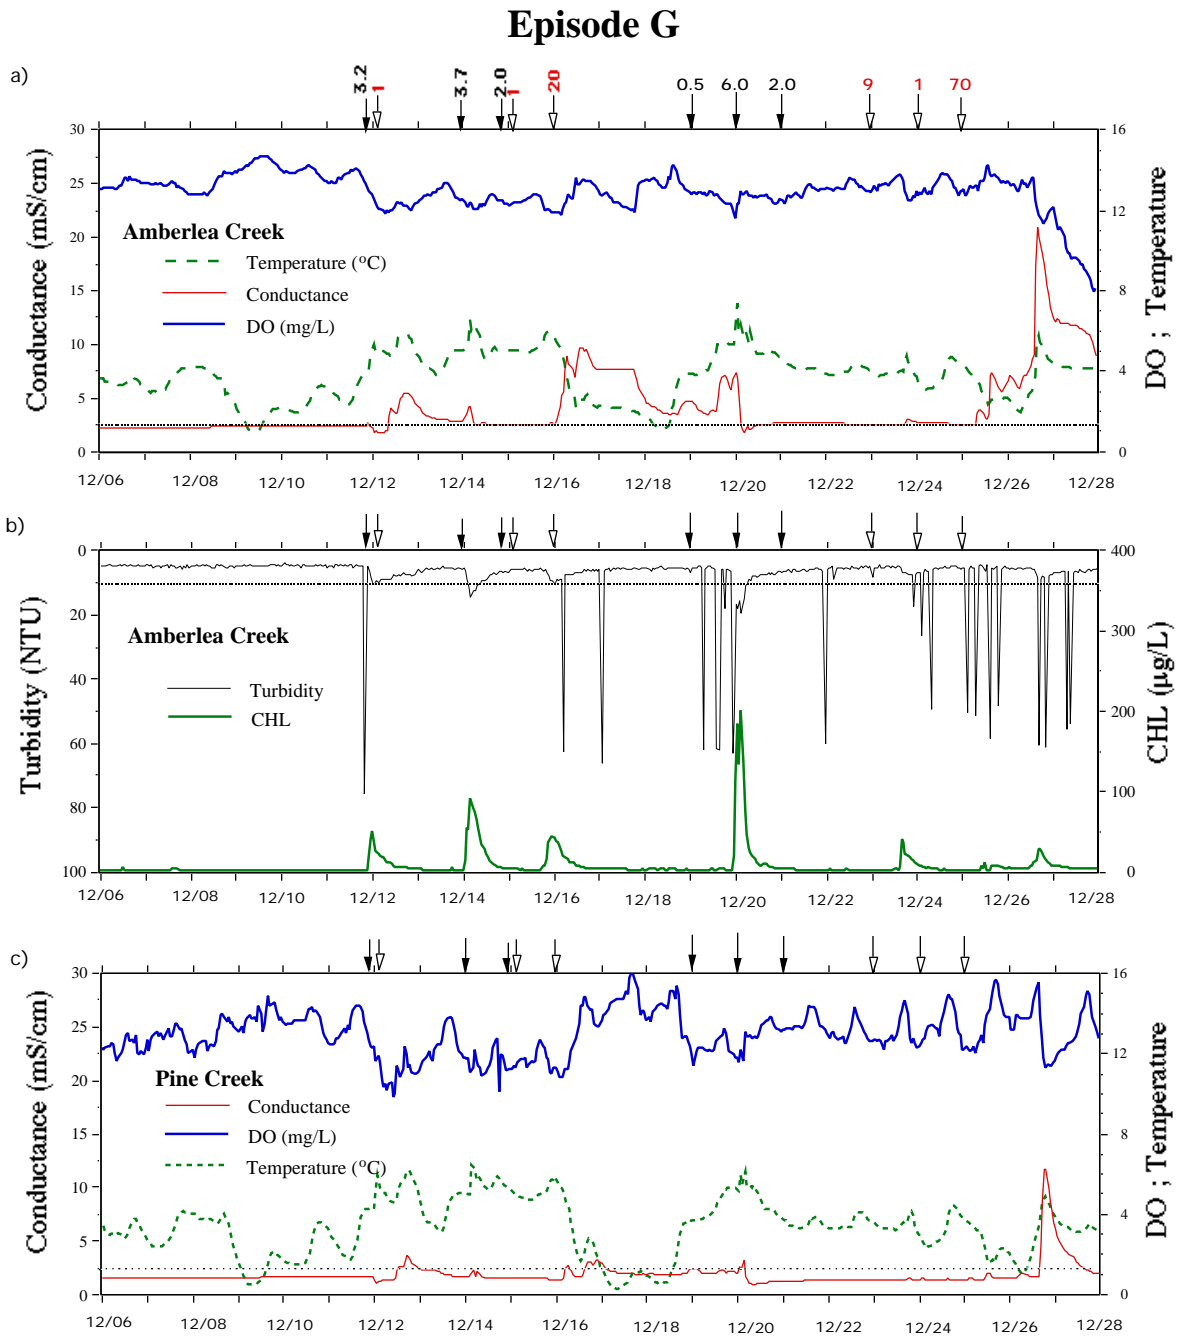 Episode G
a)
3.2 1 3.7 2.0 1 20 0.5 6.0 2.0 9 1 70
30 16
25
12
20
Amberlea Creek
Temperature (°C)
15 8
Conductance
DO (mg/L)
10
4
5
0 0
Conductance (mS/cm)
DO ; Temperature
12/06 12/08 12/10 12/12 12/14 12/16 12/18 12/20 12/22 12/24 12/26 12/28
b)
0 400
20
300
Amberlea Creek
40
Turbidity
200
CHL
60
100
80
100 0
Turbidity (NTU)
CHL (µg/L)
12/06 12/08 12/10 12/12 12/14 12/16 12/18 12/20 12/22 12/24 12/26 12/28
c)
30 16
25
12
20
Pine Creek
Conductance
15 8
DO (mg/L)
Temperature (°C)
10
4
5
0 0
Conductance (mS/cm)
DO ; Temperature
12/06 12/08 12/10 12/12 12/14 12/16 12/18 12/20 12/22 12/24 12/26 12/28